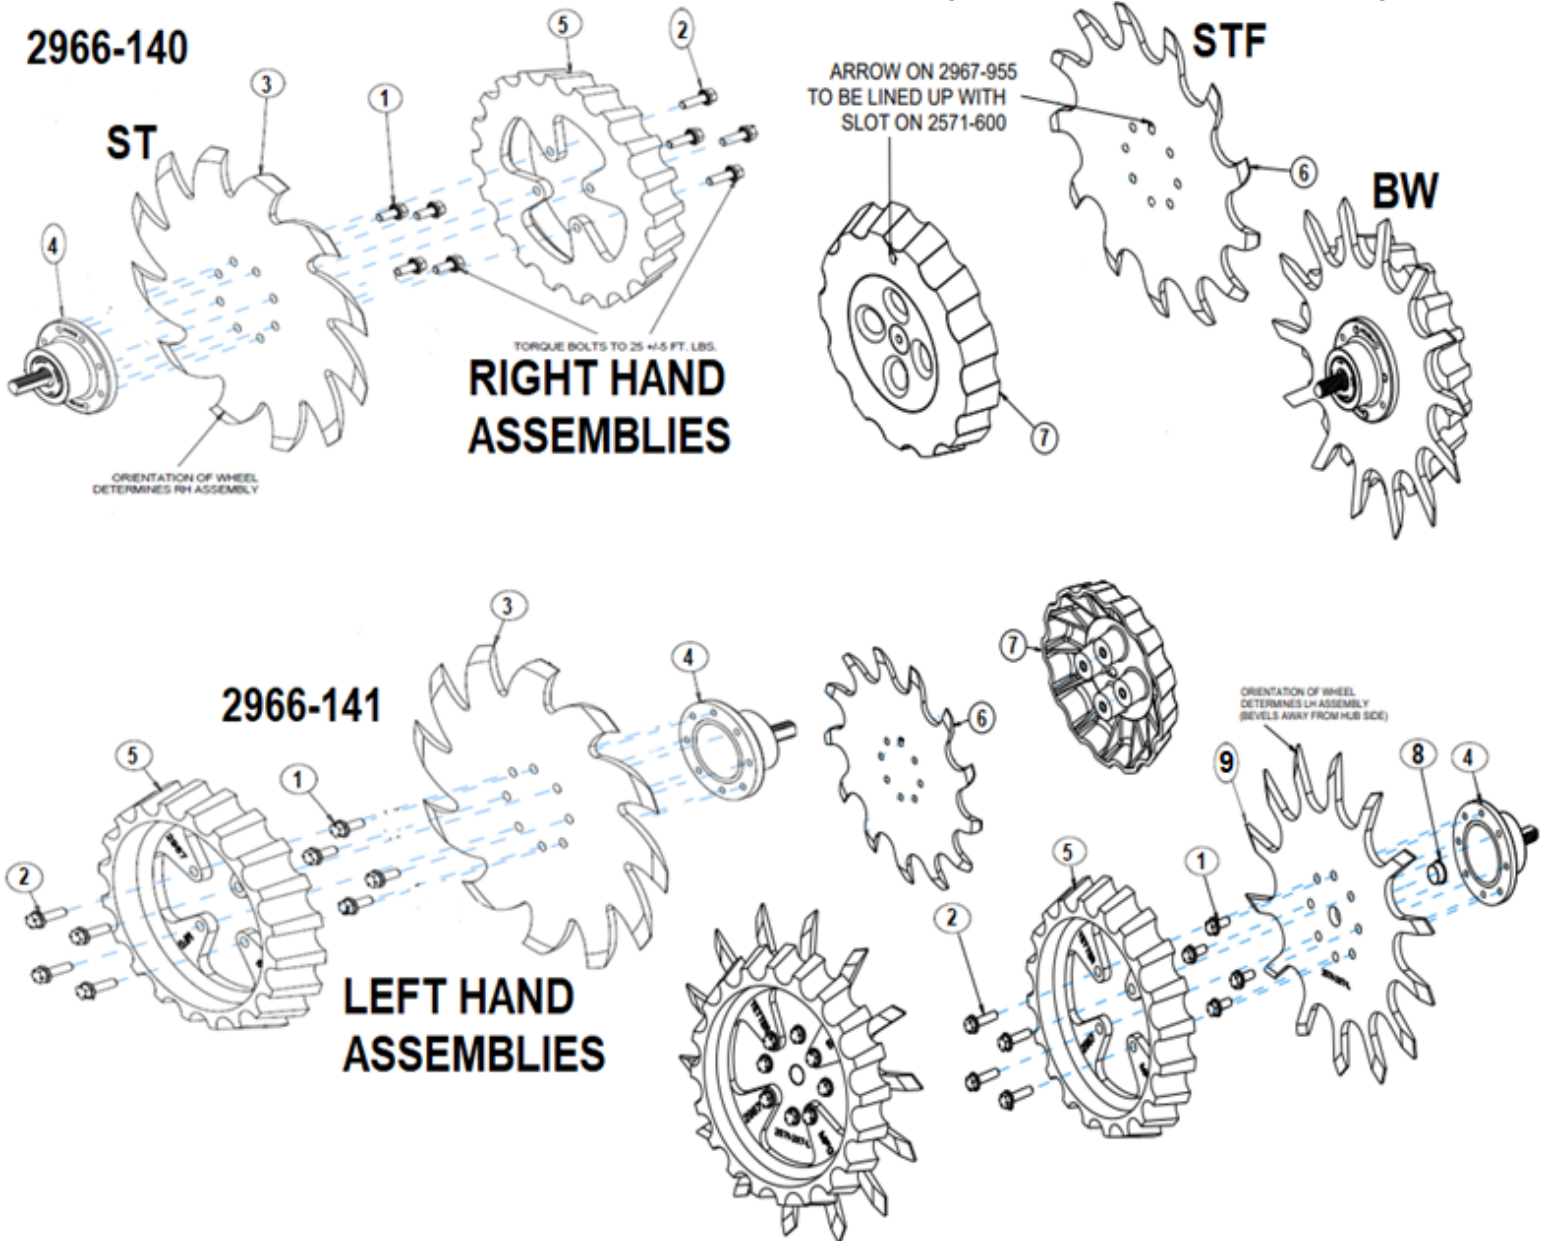 2966-140
ST
3
1
5
2
4
TORQUE BOLTS TO 25 +/-5 FT. LBS.
RIGHT HAND
ASSEMBLIES
ORIENTATION OF WHEEL
DETERMINES RH ASSEMBLY
ARROW ON 2967-955
TO BE LINED UP WITH
SLOT ON 2571-600
STF
6
BW
7
2966-141
3
4
5
1
2
LEFT HAND
ASSEMBLIES
6
7
ORIENTATION OF WHEEL
DETERMINES LH ASSEMBLY
(BEVELS AWAY FROM HUB SIDE)
9
8
4
5
1
2